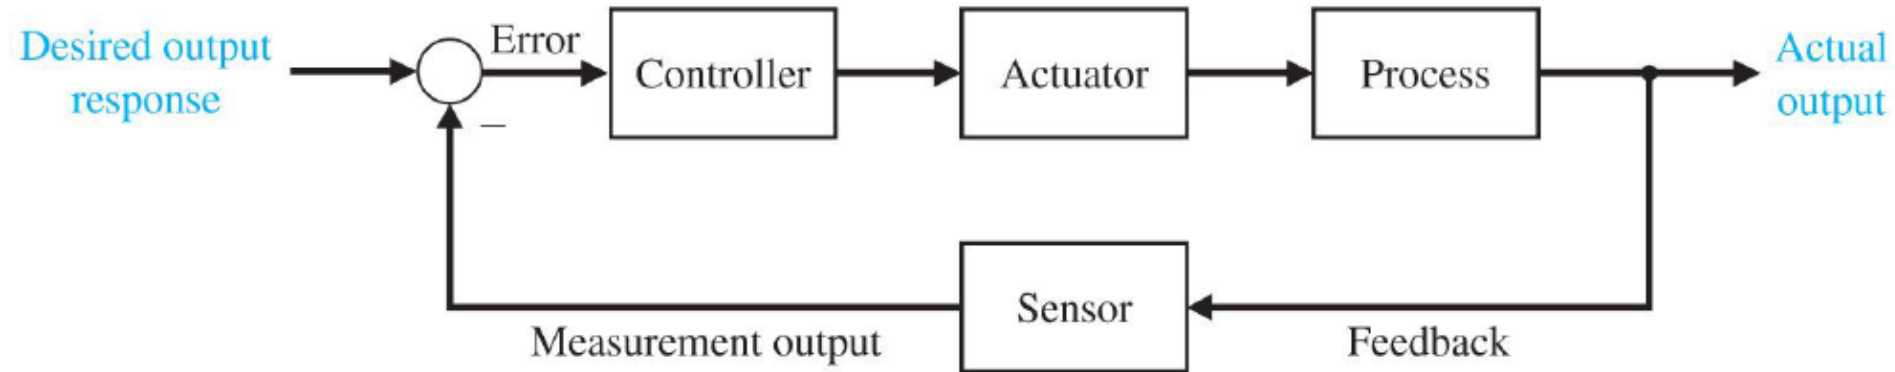 Desired output
response
Error
Controller
Actuator
Process
Actual
output
–
Sensor
Measurement output
Feedback